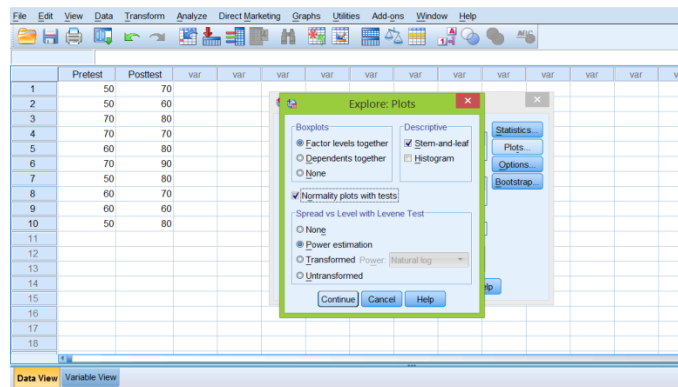 File Edit View Data Transform Analyze Direct Marketing Graphs Utilities Add-ons Window Help
Pretest Posttest var var var var var var var var var var var
1 50 70
2 50 60
3 70 80
4 70 70
5 60 80
6 70 90
7 50 80
8 60 70
9 60 60
10 50 80
11
12
13
14
15
16
17
18
Explore: Plots
Boxplots
Factor levels together
Dependents together
None
Descriptive
Stem-and-leaf
Histogram
Normality plots with tests
Spread vs Level with Levene Test
None
Power estimation
Transformed Power: Natural log
Untransformed
Continue Cancel Help
Statistics...
Plots...
Options...
Bootstrap...
Data View Variable View